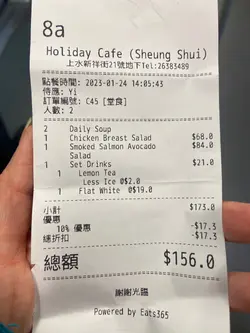 8a
Holiday Cafe (Sheung Shui)
上水新祥街21號地下Tel:26383489
點餐時間: 2023-01-24 14:05:43
侍應: Yi
訂單編號: C45 [堂食]
人數: 2
2 Daily Soup
1 Chicken Breast Salad $68.0
1 Smoked Salmon Avocado Salad $84.0
1 Set Drinks $21.0
1 Lemon Tea
Less Ice @$2.0
1 Flat White @$19.0
小計 $173.0
優惠
10% 優惠 -$17.3
總折扣 -$17.3
總額 $156.0
謝謝光臨
Powered by Eats365